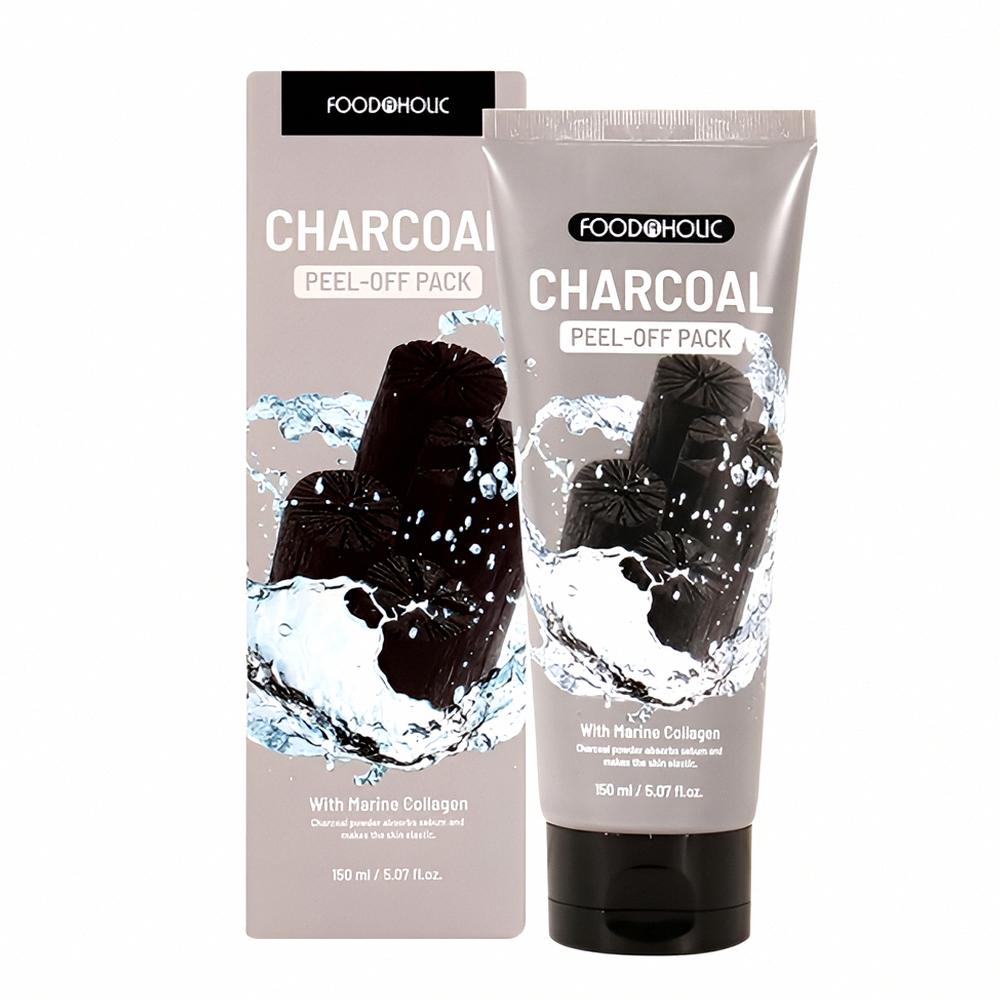 FOODAHOLIC
CHARCOAL
PEEL-OFF PACK
With Marine Collagen
Charcoal powder absorbs sebum and
makes the skin elastic.
150 ml / 5.07 fl.oz.
FOODAHOLIC
CHARCOAL
PEEL-OFF PACK
With Marine Collagen
Charcoal powder absorbs sebum and
makes the skin elastic.
150 ml / 5.07 fl.oz.